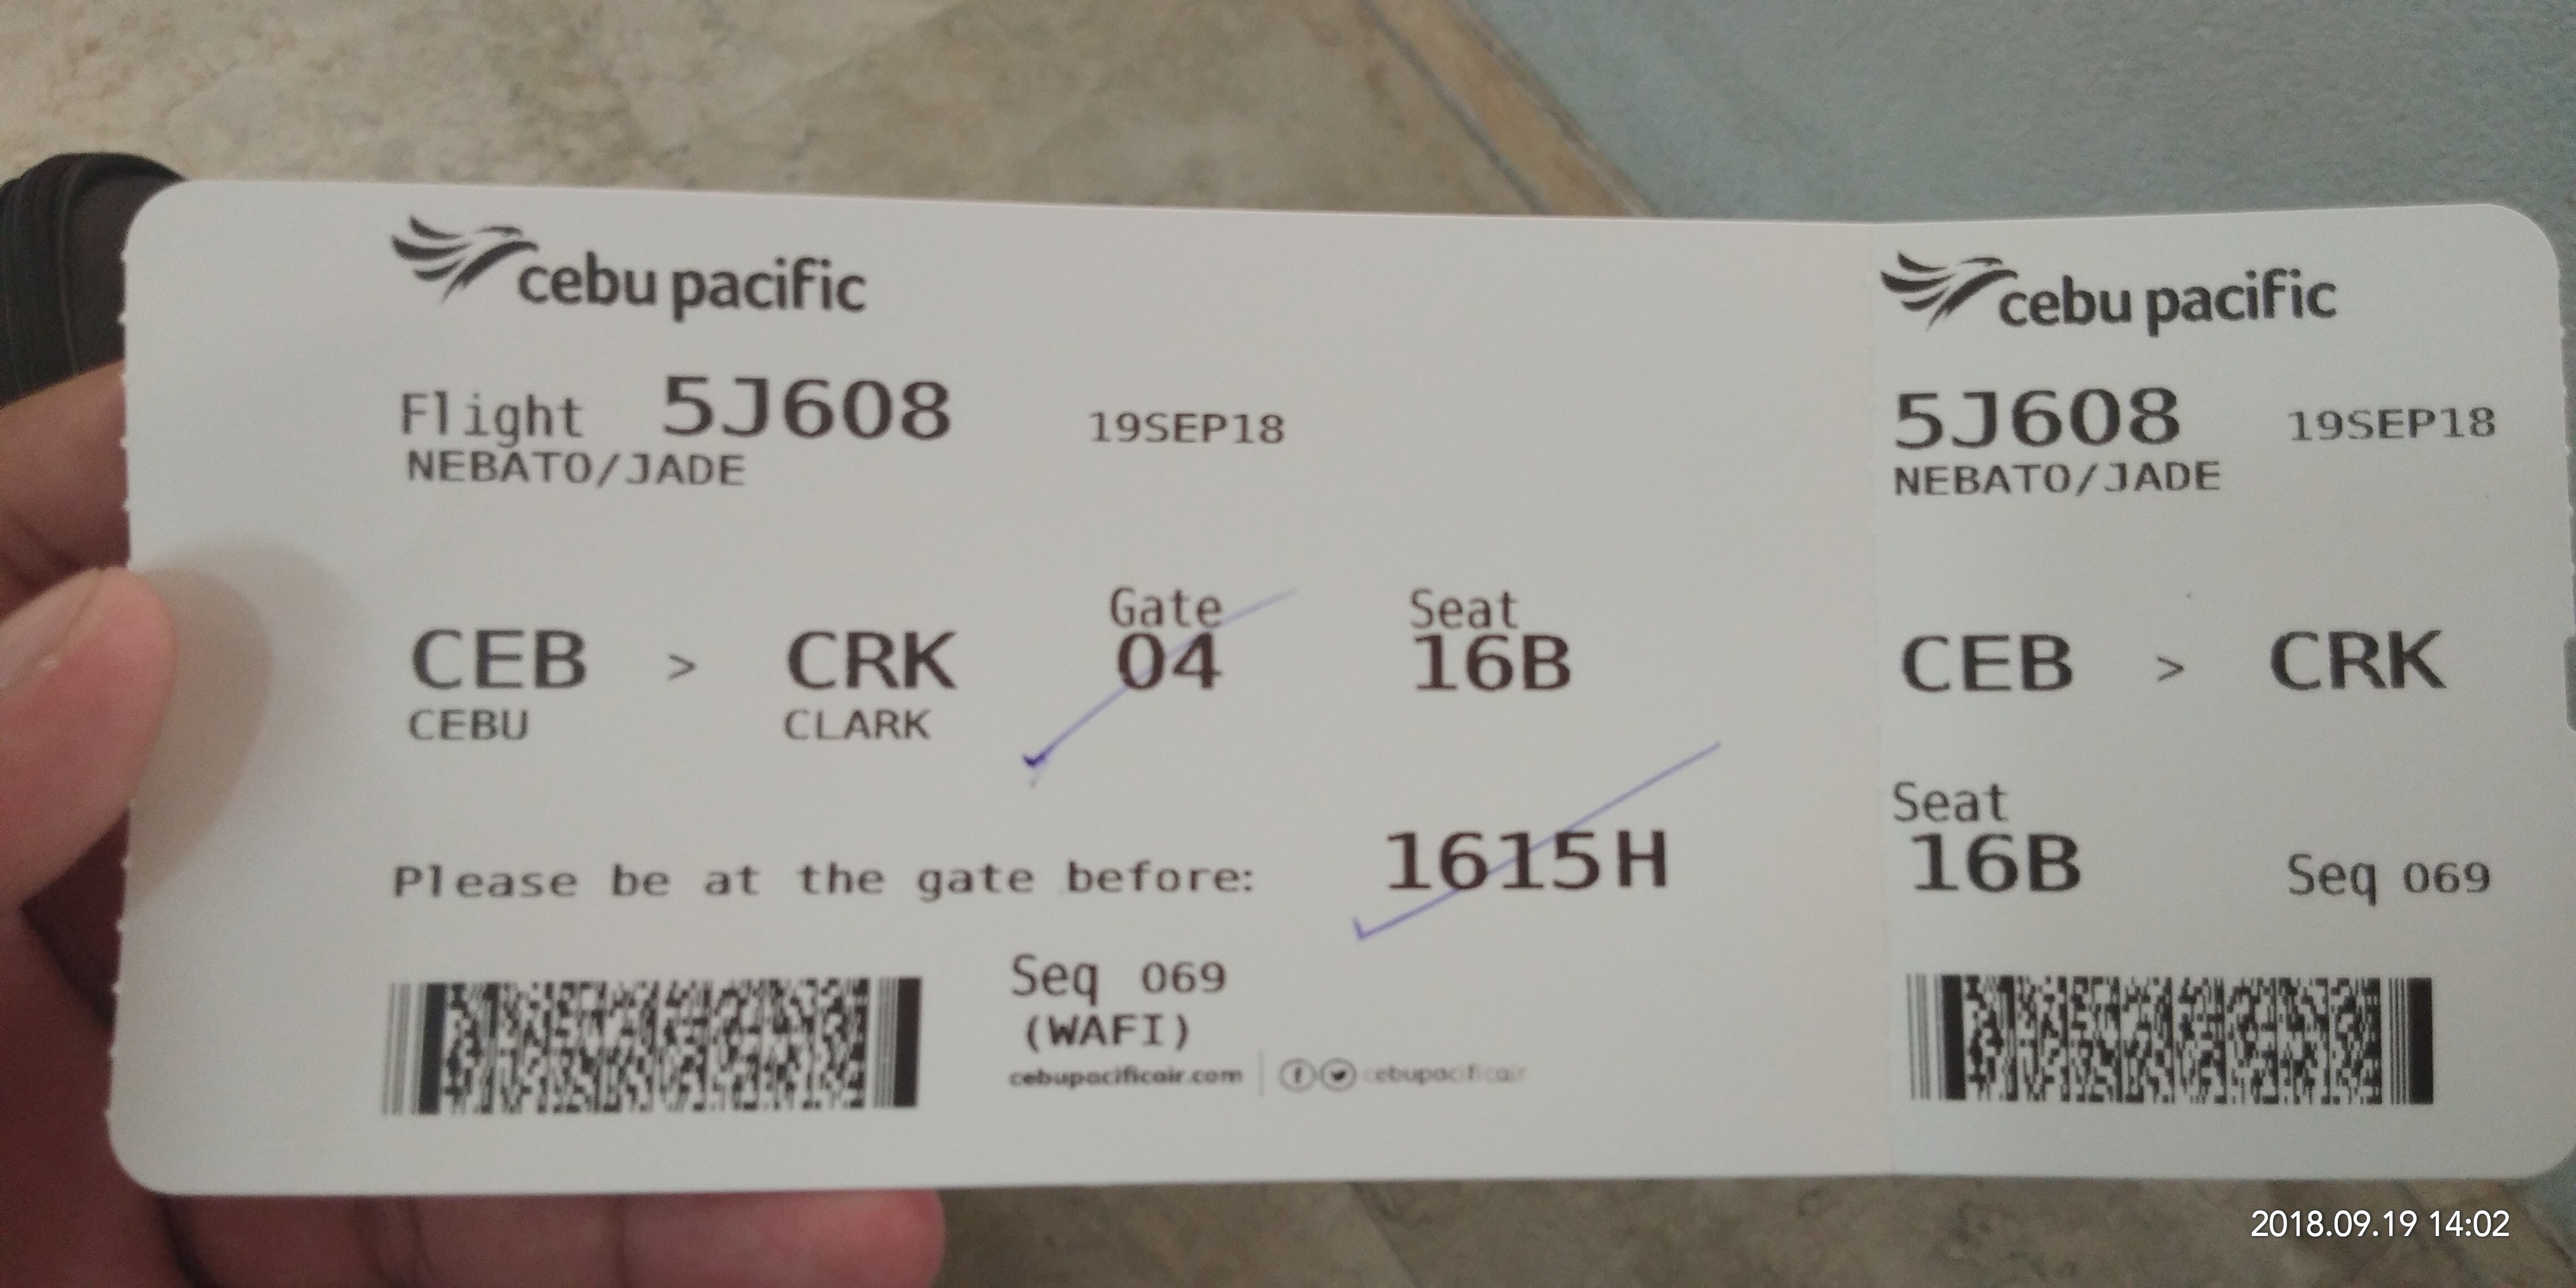 cebu pacific
Flight 5J608 19SEP18
NEBATO/JADE
Gate Seat
CEB > CRK 04 16B
CEBU CLARK
Please be at the gate before: 1615H
Seq 069
(WAFI)
cebupacificair.com | cebupacificair
cebu pacific
5J608 19SEP18
NEBATO/JADE
CEB > CRK
Seat
16B Seq 069
2018.09.19 14:02